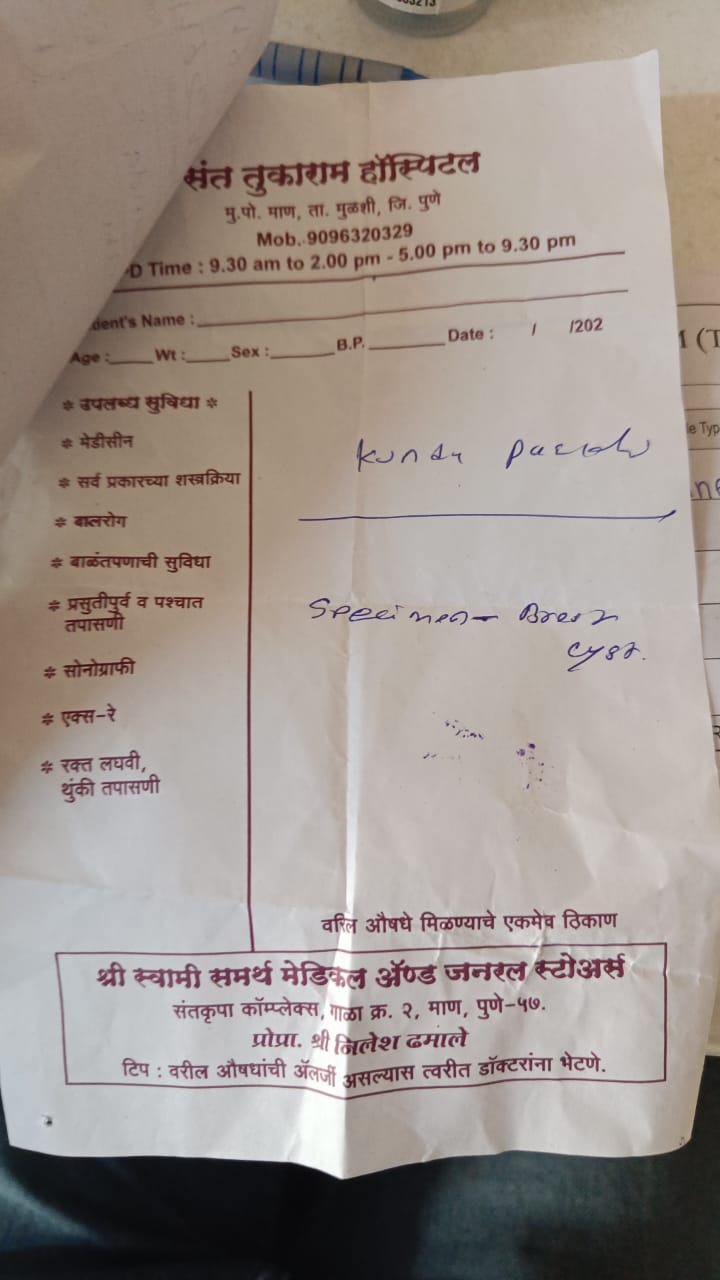 संत तुकाराम हॉस्पिटल
मु.पो. माण, ता. मुळशी, जि. पुणे
Mob. 9096320329
D Time : 9.30 am to 2.00 pm - 5.00 pm to 9.30 pm
dent's Name :
Age : Wt : Sex : B.P. Date : / /202
* उपलब्ध सुविधा *
* मेडीसीन
* सर्व प्रकारच्या शस्त्रक्रिया
* बालरोग
* बाळंतपणाची सुविधा
* प्रसुतीपुर्व व पश्चात
तपासणी
* सोनोग्राफी
* एक्स-रे
* रक्त लघवी,
थुंकी तपासणी
Specimen - Breast
cyst.
वरिल औषधे मिळण्याचे एकमेव ठिकाण
श्री स्वामी समर्थ मेडिकल ॲण्ड जनरल स्टोअर्स
संतकृपा कॉम्प्लेक्स, गाळा क्र. २, माण, पुणे-५७.
प्रोप्रा. श्री निलेश ढमाले
टिप : वरील औषधांची ॲलर्जी असल्यास त्वरीत डॉक्टरांना भेटणे.